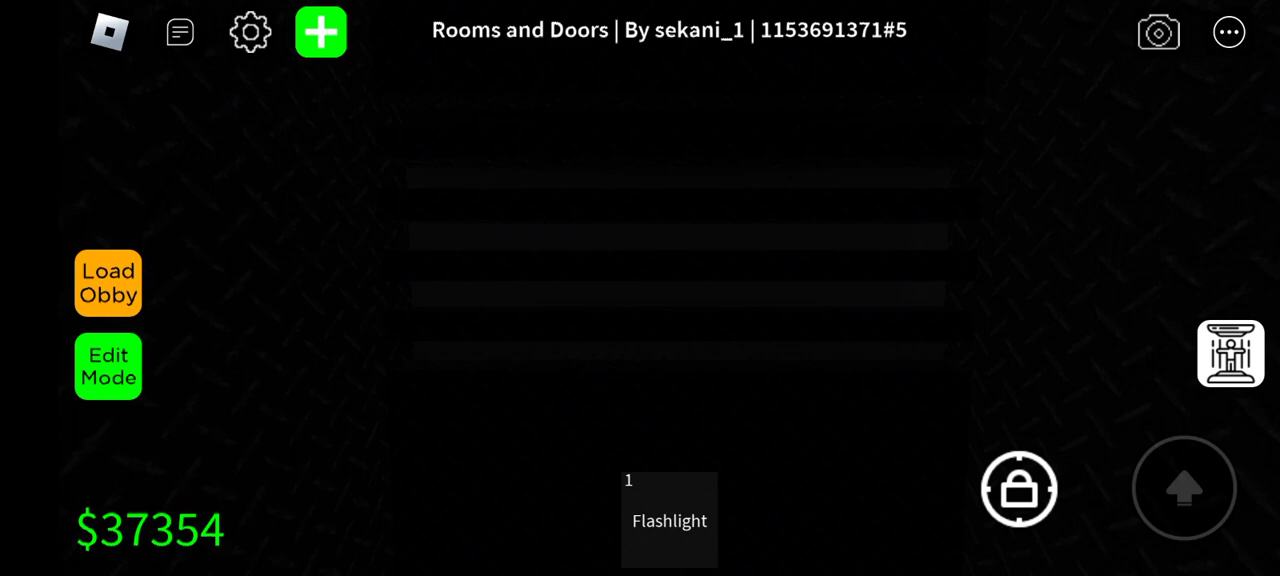 Rooms and Doors | By sekani_1 | 1153691371#5
Load
Obby
Edit
Mode
1
Flashlight
$37354